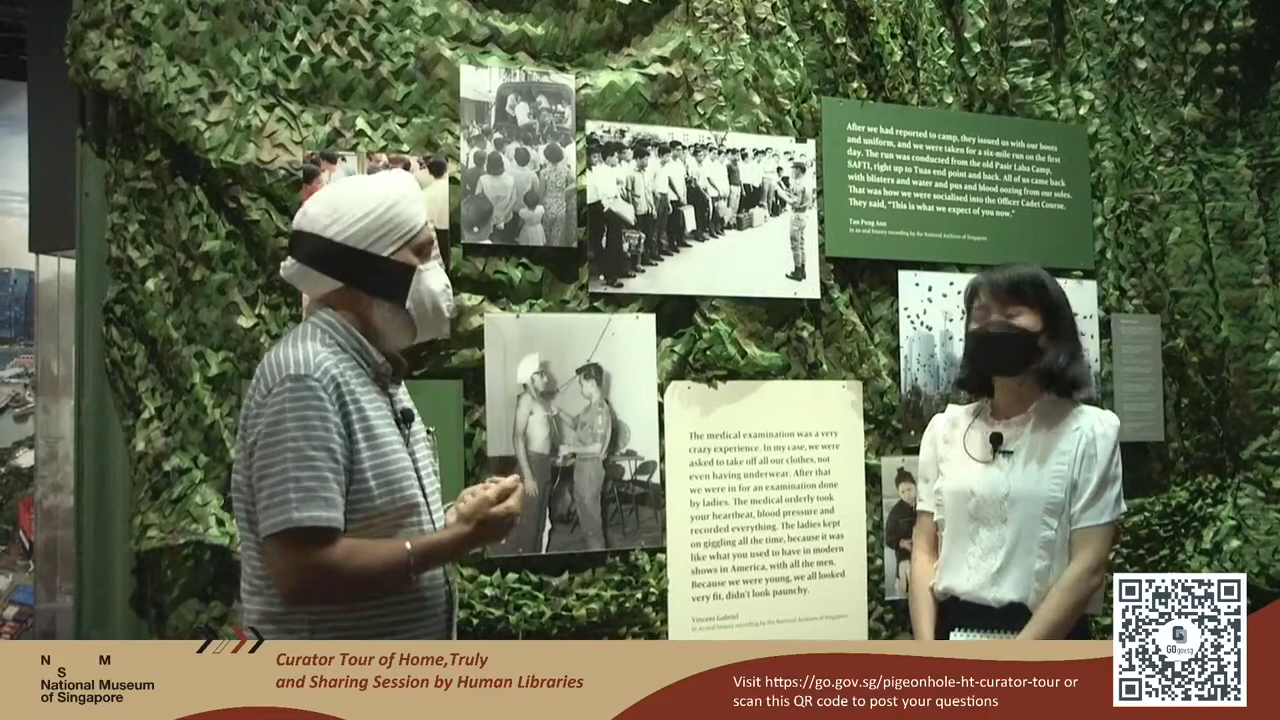 After we had reported to camp, they issued us with our boots
and uniform, and we were taken for a six-mile run on the first
day. The run was conducted from the old Pasir Laba Camp,
SAFTI, right up to Tuas end point and back. All of us came back
with blisters and water and pus and blood oozing from our soles.
That was how we were socialised into the Officer Cadet Course.
They said, "This is what we expect of you now."
Tan Peng Ann
In an oral history recording by the National Archives of Singapore
The medical examination was a very
crazy experience. In my case, we were
asked to take off all our clothes, not
even having underwear. After that
we were in for an examination done
by ladies. The medical orderly took
your heartbeat, blood pressure and
recorded everything. The ladies kept
on giggling all the time, because it was
like what you used to have in modern
shows in America, with all the men.
Because we were young, we all looked
very fit, didn't look paunchy.
Vincent Gabriel
In an oral history recording by the National Archives of Singapore
N M
S
National Museum
of Singapore
Curator Tour of Home,Truly
and Sharing Session by Human Libraries
Visit https://go.gov.sg/pigeonhole-ht-curator-tour or
scan this QR code to post your questions
GO.gov.sg